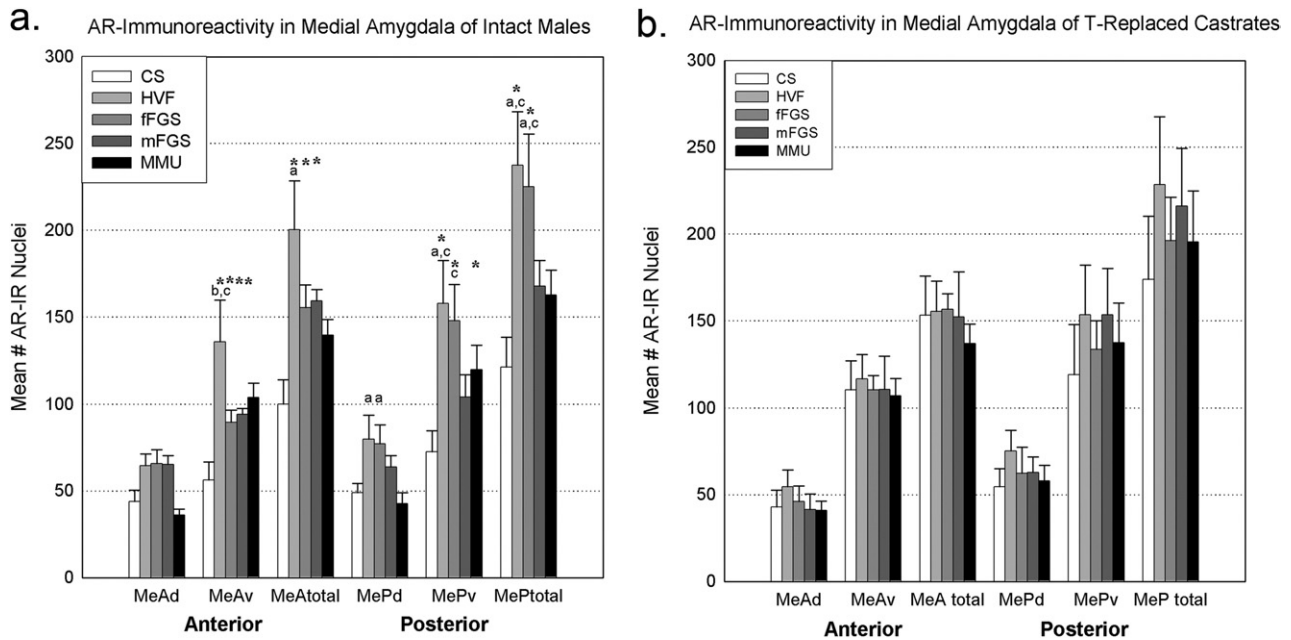 a.
AR-Immunoreactivity in Medial Amygdala of Intact Males
Mean # AR-IR Nuclei
300
250
200
150
100
50
0
CS
HVF
fFGS
mFGS
MMU
b,c
****
a
***
a a
*
a,c
*
c
*
*
a,c
*
a,c
MeAd MeAv MeAtotal MePd MePv MePtotal
Anterior Posterior
b.
AR-Immunoreactivity in Medial Amygdala of T-Replaced Castrates
Mean # AR-IR Nuclei
300
250
200
150
100
50
0
CS
HVF
fFGS
mFGS
MMU
MeAd MeAv MeA total MePd MePv MeP total
Anterior Posterior